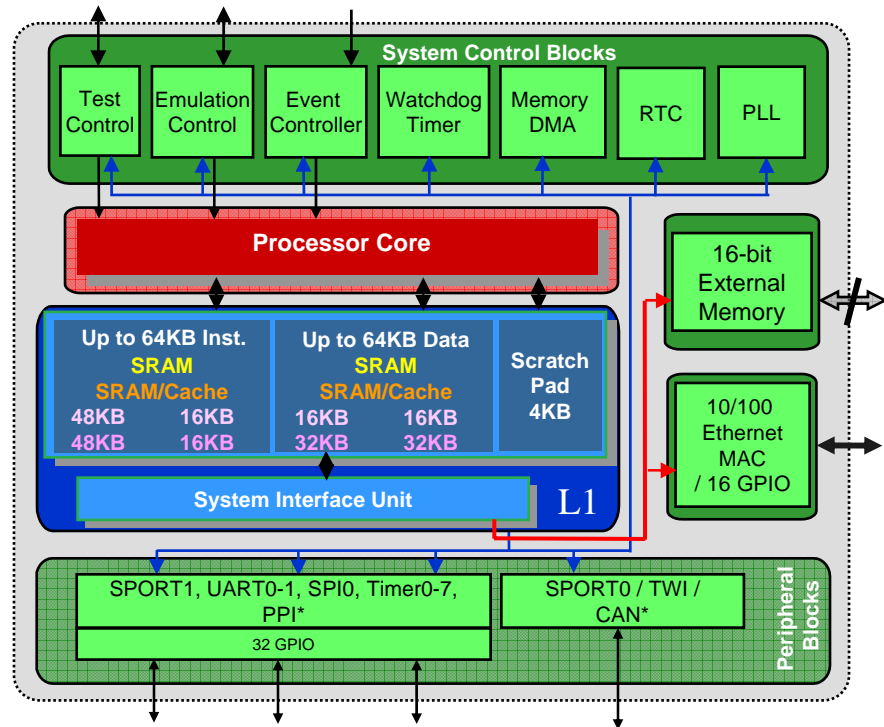 System Control Blocks
Test
Control
Emulation
Control
Event
Controller
Watchdog
Timer
Memory
DMA
RTC
PLL
Processor Core
16-bit
External
Memory
Up to 64KB Inst.
SRAM
SRAM/Cache
48KB 16KB
48KB 16KB
Up to 64KB Data
SRAM
SRAM/Cache
16KB 16KB
32KB 32KB
Scratch
Pad
4KB
10/100
Ethernet
MAC
/ 16 GPIO
System Interface Unit
L1
SPORT1, UART0-1, SPI0, Timer0-7,
PPI*
32 GPIO
SPORT0 / TWI /
CAN*
Peripheral
Blocks